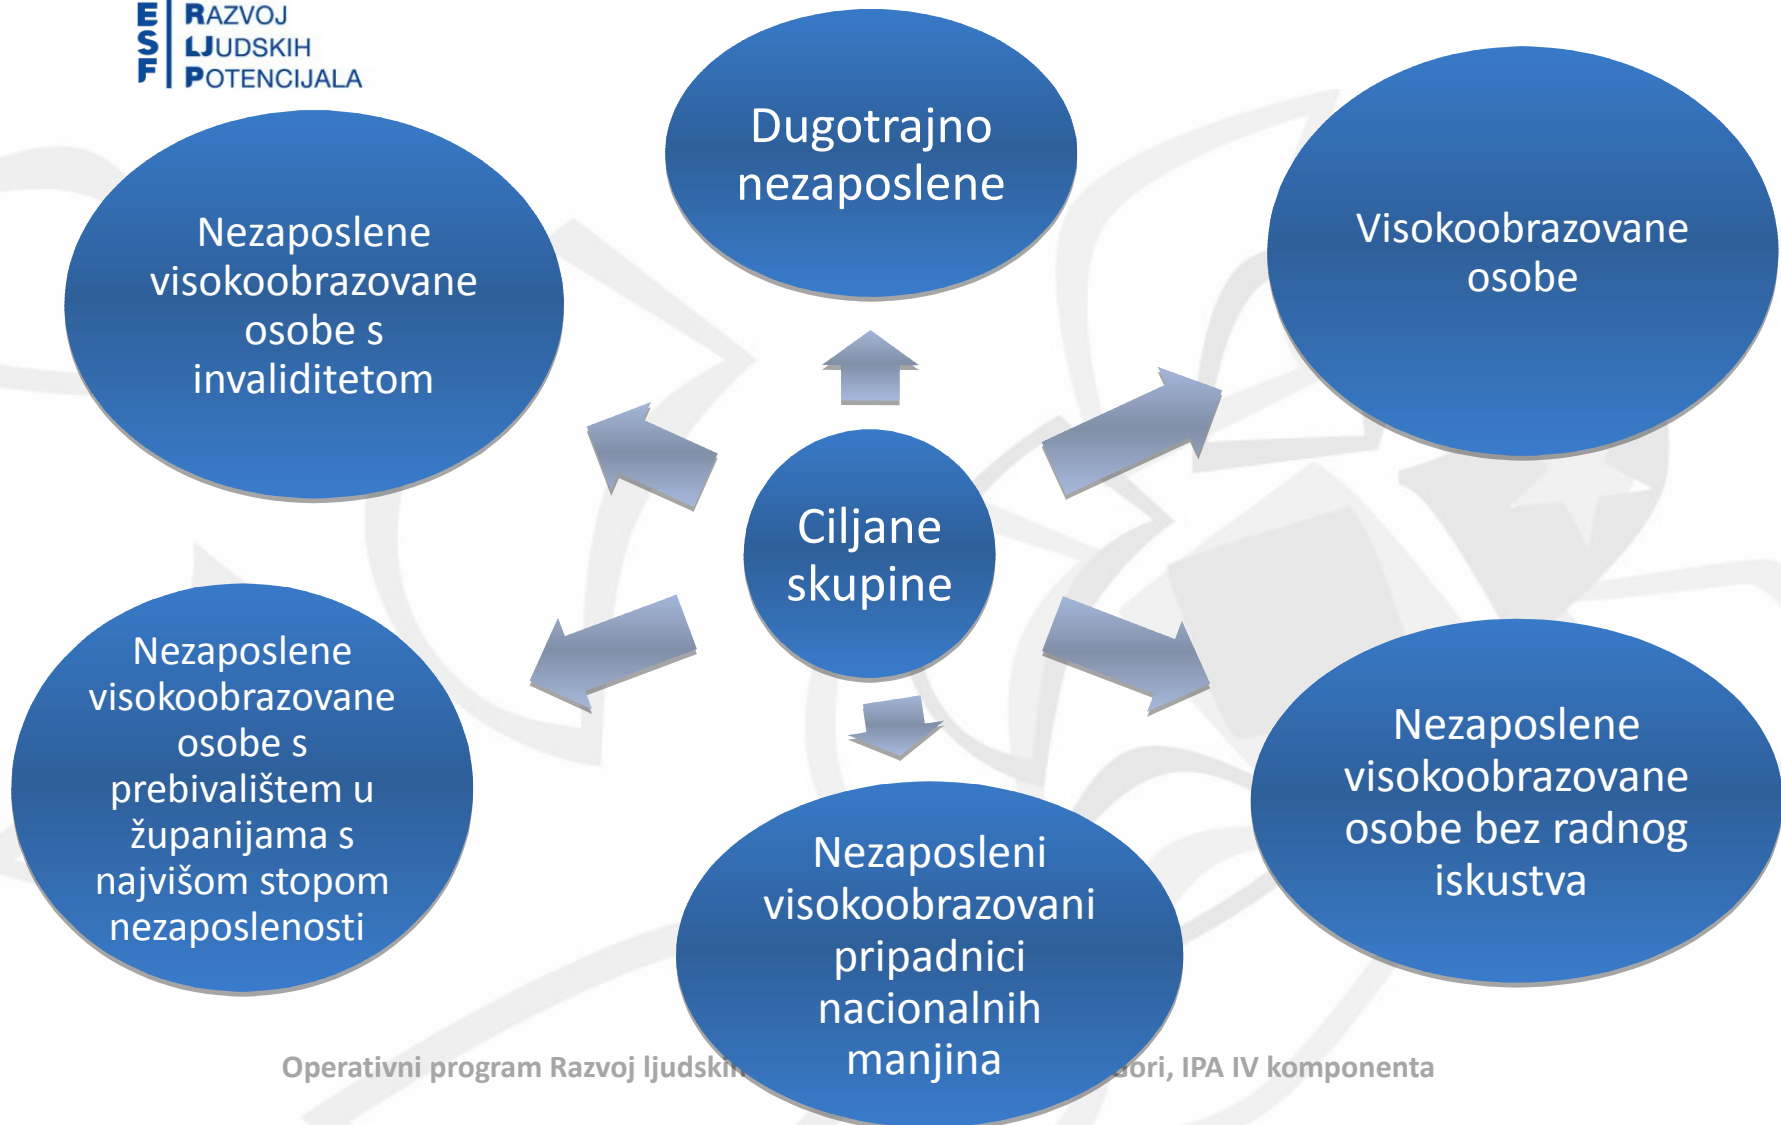 ESF
RAZVOJ
LJUDSKIH
POTENCIJALA
Dugotrajno
nezaposlene
Visokoobrazovane
osobe
Nezaposlene
visokoobrazovane
osobe s
invaliditetom
Ciljane
skupine
Nezaposlene
visokoobrazovane
osobe s
prebivalištem u
županijama s
najvišom stopom
nezaposlenosti
Nezaposleni
visokoobrazovani
pripadnici
nacionalnih
manjina
Nezaposlene
visokoobrazovane
osobe bez radnog
iskustva
Operativni program Razvoj IPA IV komponenta